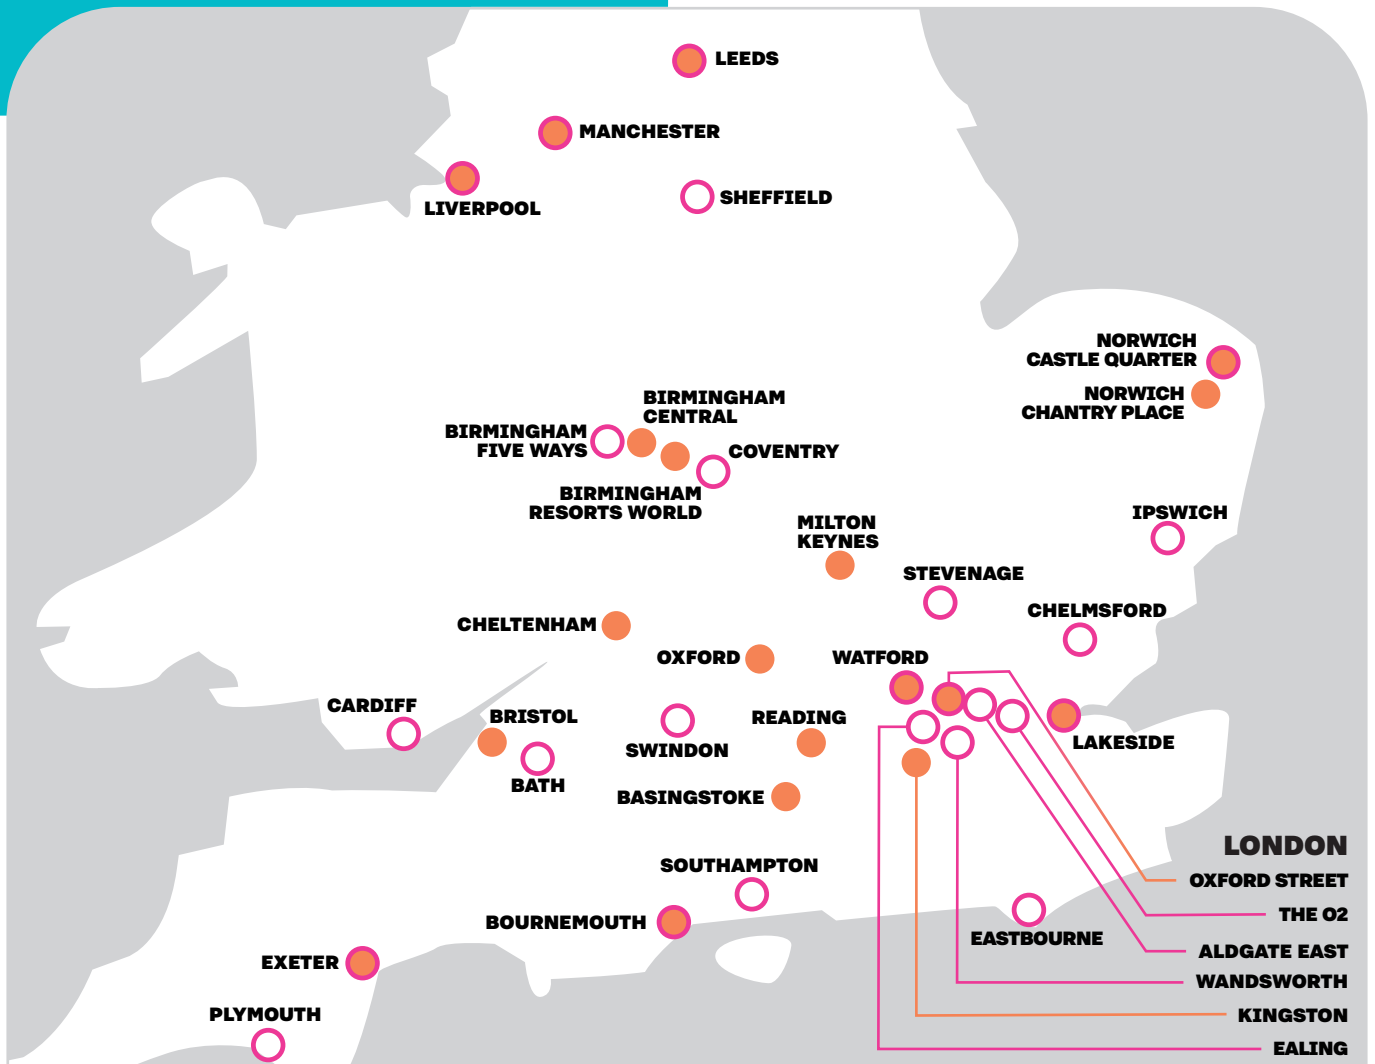 LEEDS
MANCHESTER
LIVERPOOL
SHEFFIELD
NORWICH
CASTLE QUARTER
NORWICH
CHANTRY PLACE
BIRMINGHAM
CENTRAL
BIRMINGHAM
FIVE WAYS
COVENTRY
BIRMINGHAM
RESORTS WORLD
IPSWICH
MILTON
KEYNES
STEVENAGE
CHELMSFORD
CHELTENHAM
OXFORD
WATFORD
CARDIFF
BRISTOL
READING
SWINDON
LAKESIDE
BATH
BASINGSTOKE
LONDON
SOUTHAMPTON
OXFORD STREET
THE O2
BOURNEMOUTH
EASTBOURNE
ALDGATE EAST
EXETER
WANDSWORTH
PLYMOUTH
KINGSTON
EALING